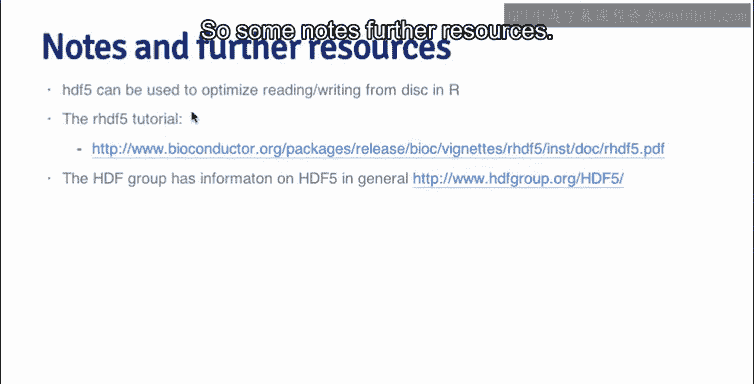 So some notes further resources.
Notes and further resources
· hdf5 can be used to optimize reading/writing from disc in R
· The rhdf5 tutorial:
- http://www.bioconductor.org/packages/release/bioc/vignettes/rhdf5/inst/doc/rhdf5.pdf
· The HDF group has informaton on HDF5 in general http://www.hdfgroup.org/HDF5/